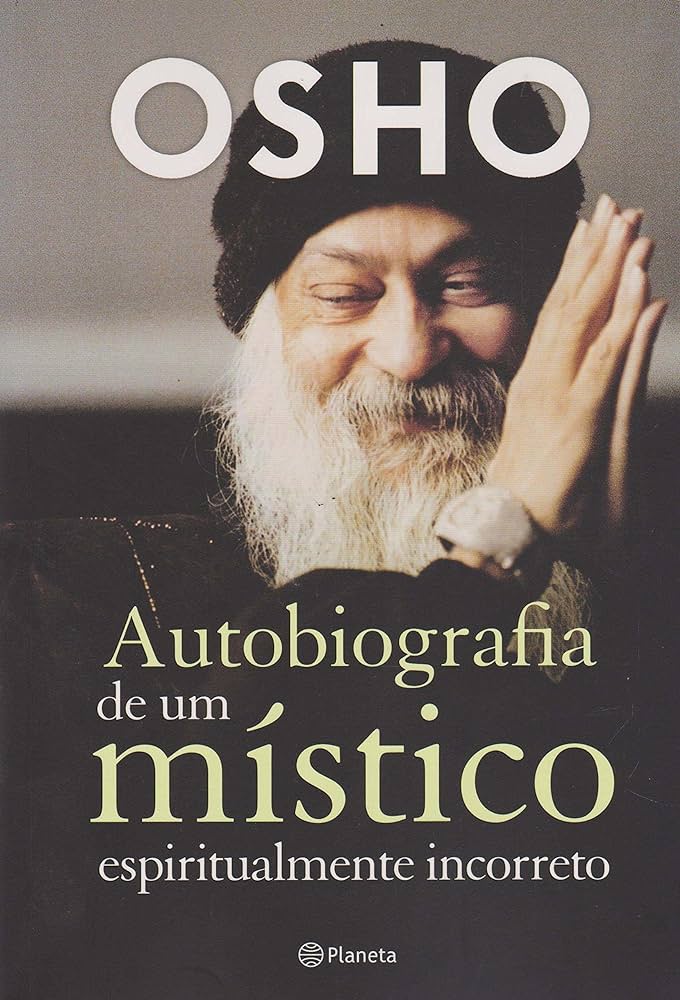 OSHO
Autobiografia
de um
místico
espiritualmente incorreto
Planeta